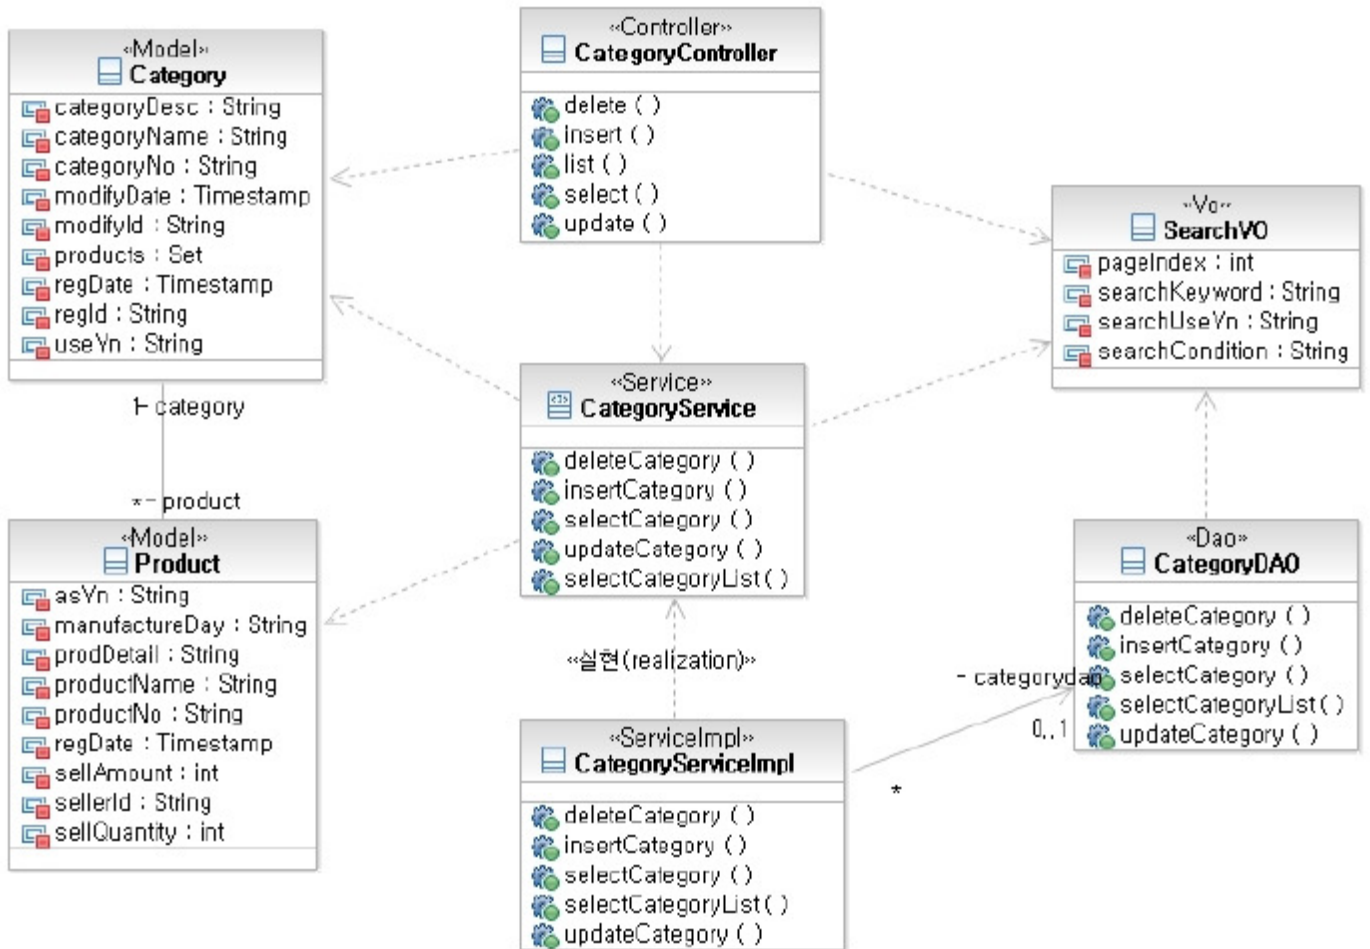 «Model»
Category
categoryDesc : String
categoryName : String
categoryNo : String
modifyDate : Timestamp
modifyId : String
products : Set
regDate : Timestamp
regId : String
useYn : String
1 - category
* - product
«Model»
Product
asYn : String
manufactureDay : String
prodDetail : String
productName : String
productNo : String
regDate : Timestamp
sellAmount : int
sellerId : String
sellQuantity : int
«Controller»
CategoryController
delete ( )
insert ( )
list ( )
select ( )
update ( )
«Service»
CategoryService
deleteCategory ( )
insertCategory ( )
selectCategory ( )
updateCategory ( )
selectCategoryList ( )
«실현(realization)»
«ServiceImpl»
CategoryServiceImpl
deleteCategory ( )
insertCategory ( )
selectCategory ( )
selectCategoryList ( )
updateCategory ( )
«Vo»
SearchVO
pageIndex : int
searchKeyword : String
searchUseYn : String
searchCondition : String
«Dao»
CategoryDAO
deleteCategory ( )
insertCategory ( )
selectCategory ( )
selectCategoryList ( )
updateCategory ( )
- categorydao
0..1
*